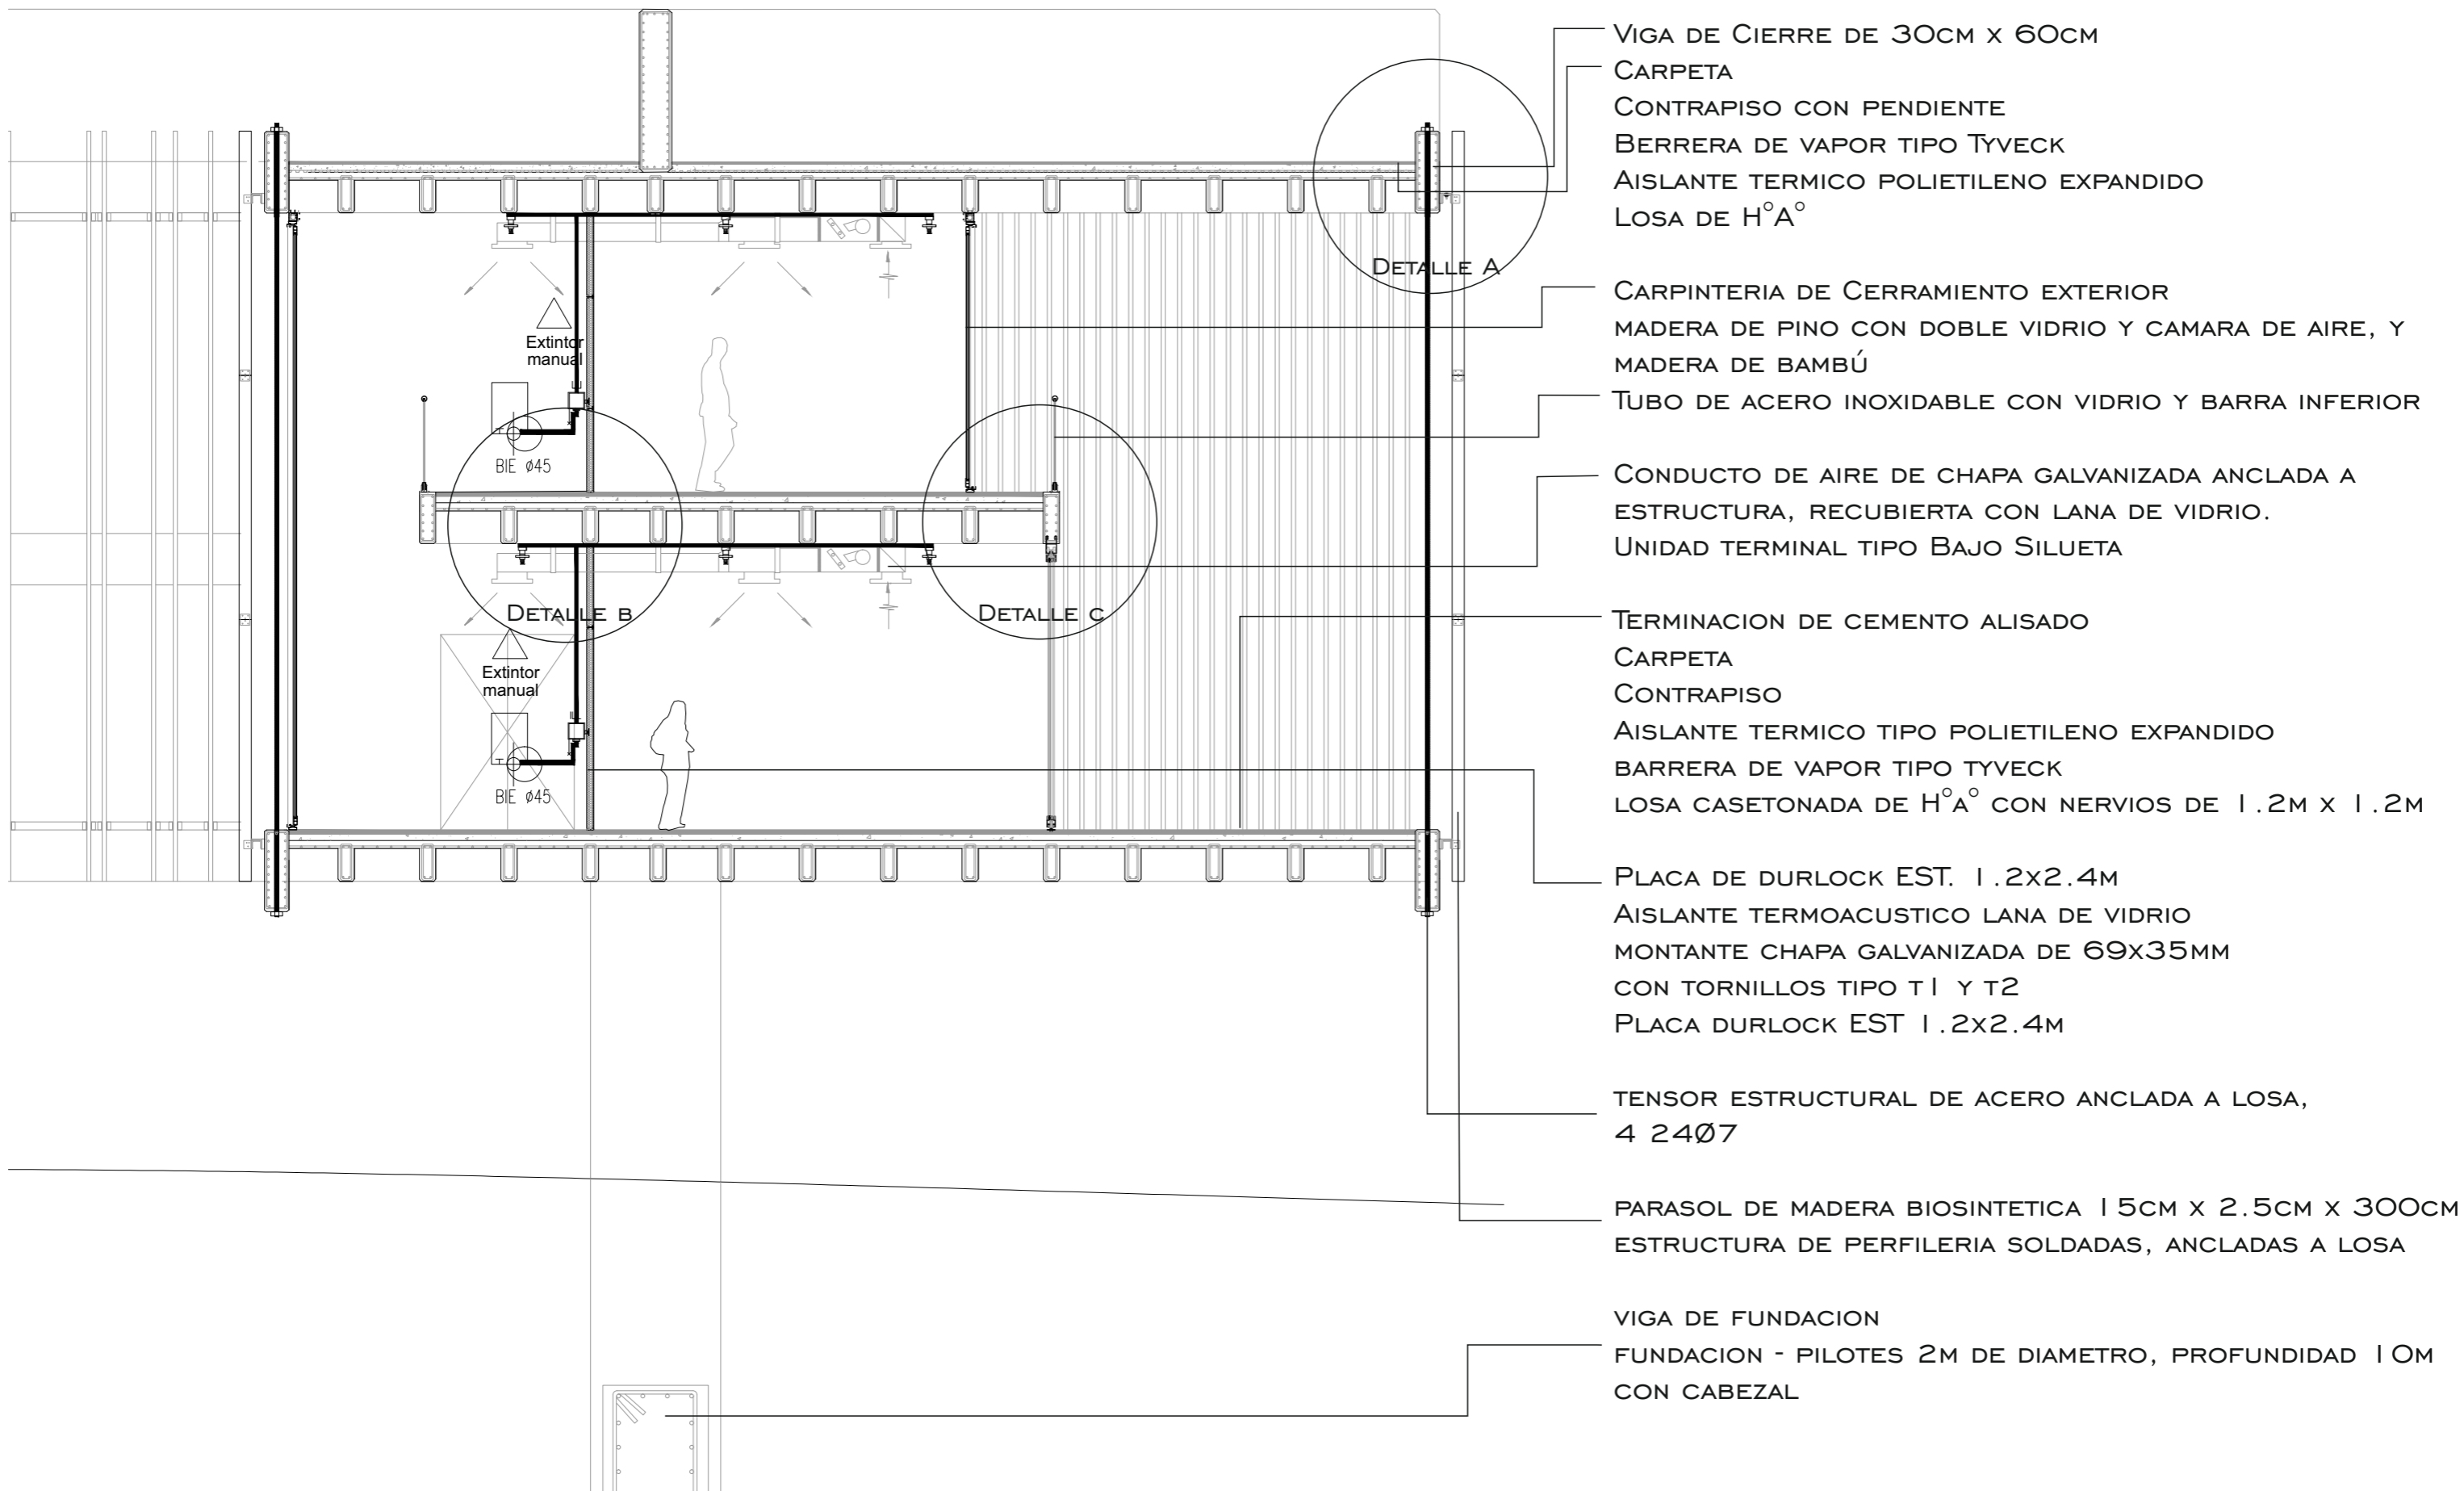 Viga de Cierre de 30cm x 60cm
Carpeta
Contrapiso con pendiente
Berrera de vapor tipo Tyveck
Aislante termico polietileno expandido
Losa de H°A°
Detalle A
Carpinteria de Cerramiento exterior
madera de pino con doble vidrio y camara de aire, y
madera de bambú
Tubo de acero inoxidable con vidrio y barra inferior
Extintor
manual
BIE ø45
Conducto de aire de chapa galvanizada anclada a
estructura, recubierta con lana de vidrio.
Unidad terminal tipo Bajo Silueta
Detalle b
Detalle c
Terminacion de cemento alisado
Carpeta
Contrapiso
Aislante termico tipo polietileno expandido
barrera de vapor tipo tyveck
losa casetonada de H°a° con nervios de 1.2m x 1.2m
Extintor
manual
BIE ø45
Placa de durlock EST. 1.2x2.4m
Aislante termoacustico lana de vidrio
montante chapa galvanizada de 69x35mm
con tornillos tipo t1 y t2
Placa durlock EST 1.2x2.4m
tensor estructural de acero anclada a losa,
4 24Ø7
parasol de madera biosintetica 15cm x 2.5cm x 300cm
estructura de perfileria soldadas, ancladas a losa
viga de fundacion
fundacion - pilotes 2m de diametro, profundidad 10m
con cabezal